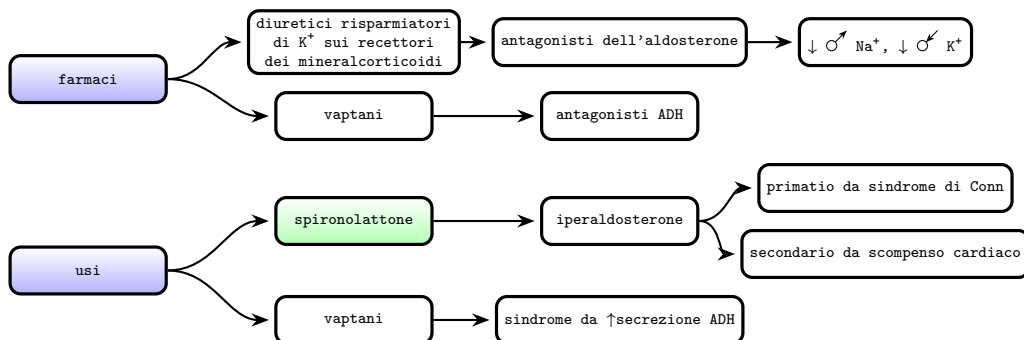 farmaci
diuretici risparmiatori
di K⁺ sui recettori
dei mineralcorticoidi
antagonisti dell'aldosterone
↓ Na⁺, ↓ K⁺
vaptani
antagonisti ADH
usi
spironolattone
iperaldosterone
primatio da sindrome di Conn
secondario da scompenso cardiaco
vaptani
sindrome da ↑secrezione ADH